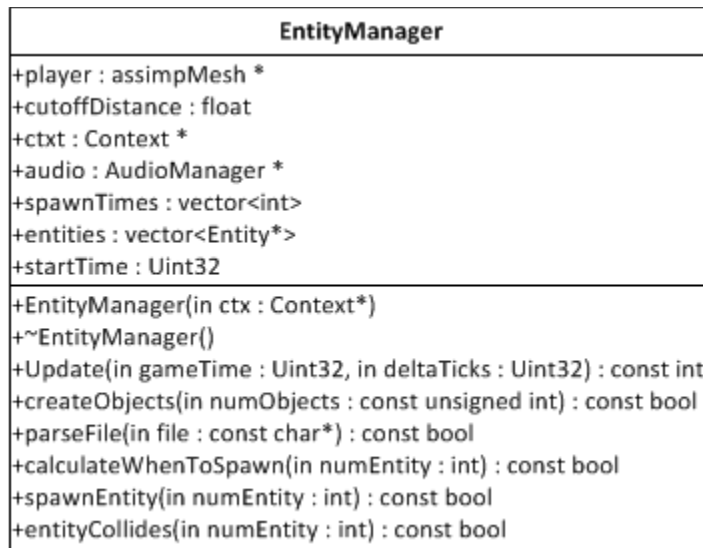 EntityManager
+player : assimpMesh *
+cutoffDistance : float
+ctxt : Context *
+audio : AudioManager *
+spawnTimes : vector<int>
+entities : vector<Entity*>
+startTime : Uint32
+EntityManager(in ctx : Context*)
+~EntityManager()
+Update(in gameTime : Uint32, in deltaTicks : Uint32) : const int
+createObjects(in numObjects : const unsigned int) : const bool
+parseFile(in file : const char*) : const bool
+calculateWhenToSpawn(in numEntity : int) : const bool
+spawnEntity(in numEntity : int) : const bool
+entityCollides(in numEntity : int) : const bool